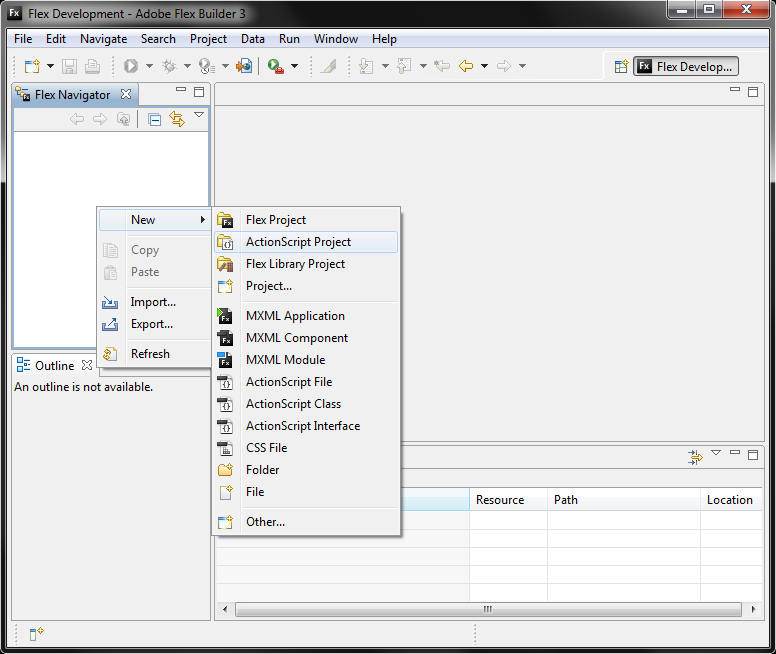 Fx Flex Development - Adobe Flex Builder 3
File Edit Navigate Search Project Data Run Window Help
Fx Flex Develop...
Flex Navigator
New
Copy
Paste
Import...
Export...
Refresh
Flex Project
ActionScript Project
Flex Library Project
Project...
MXML Application
MXML Component
MXML Module
ActionScript File
ActionScript Class
ActionScript Interface
CSS File
Folder
File
Other...
Outline
An outline is not available.
Resource Path Location